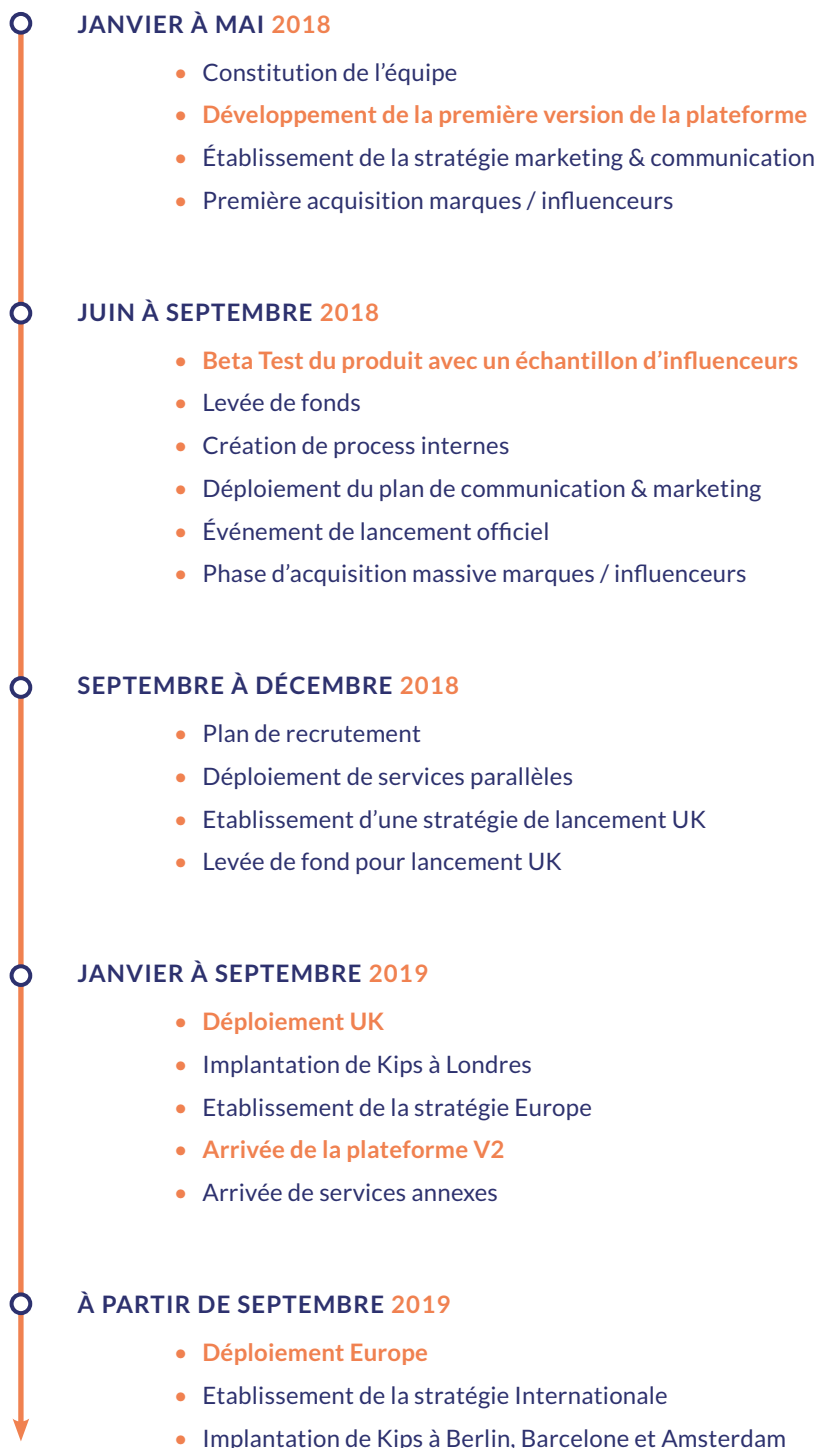 JANVIER À MAI 2018
• Constitution de l’équipe
• Développement de la première version de la plateforme
• Établissement de la stratégie marketing & communication
• Première acquisition marques / influenceurs
JUIN À SEPTEMBRE 2018
• Beta Test du produit avec un échantillon d’influenceurs
• Levée de fonds
• Création de process internes
• Déploiement du plan de communication & marketing
• Événement de lancement officiel
• Phase d’acquisition massive marques / influenceurs
SEPTEMBRE À DÉCEMBRE 2018
• Plan de recrutement
• Déploiement de services parallèles
• Etablissement d’une stratégie de lancement UK
• Levée de fond pour lancement UK
JANVIER À SEPTEMBRE 2019
• Déploiement UK
• Implantation de Kips à Londres
• Etablissement de la stratégie Europe
• Arrivée de la plateforme V2
• Arrivée de services annexes
À PARTIR DE SEPTEMBRE 2019
• Déploiement Europe
• Etablissement de la stratégie Internationale
• Implantation de Kips à Berlin, Barcelone et Amsterdam